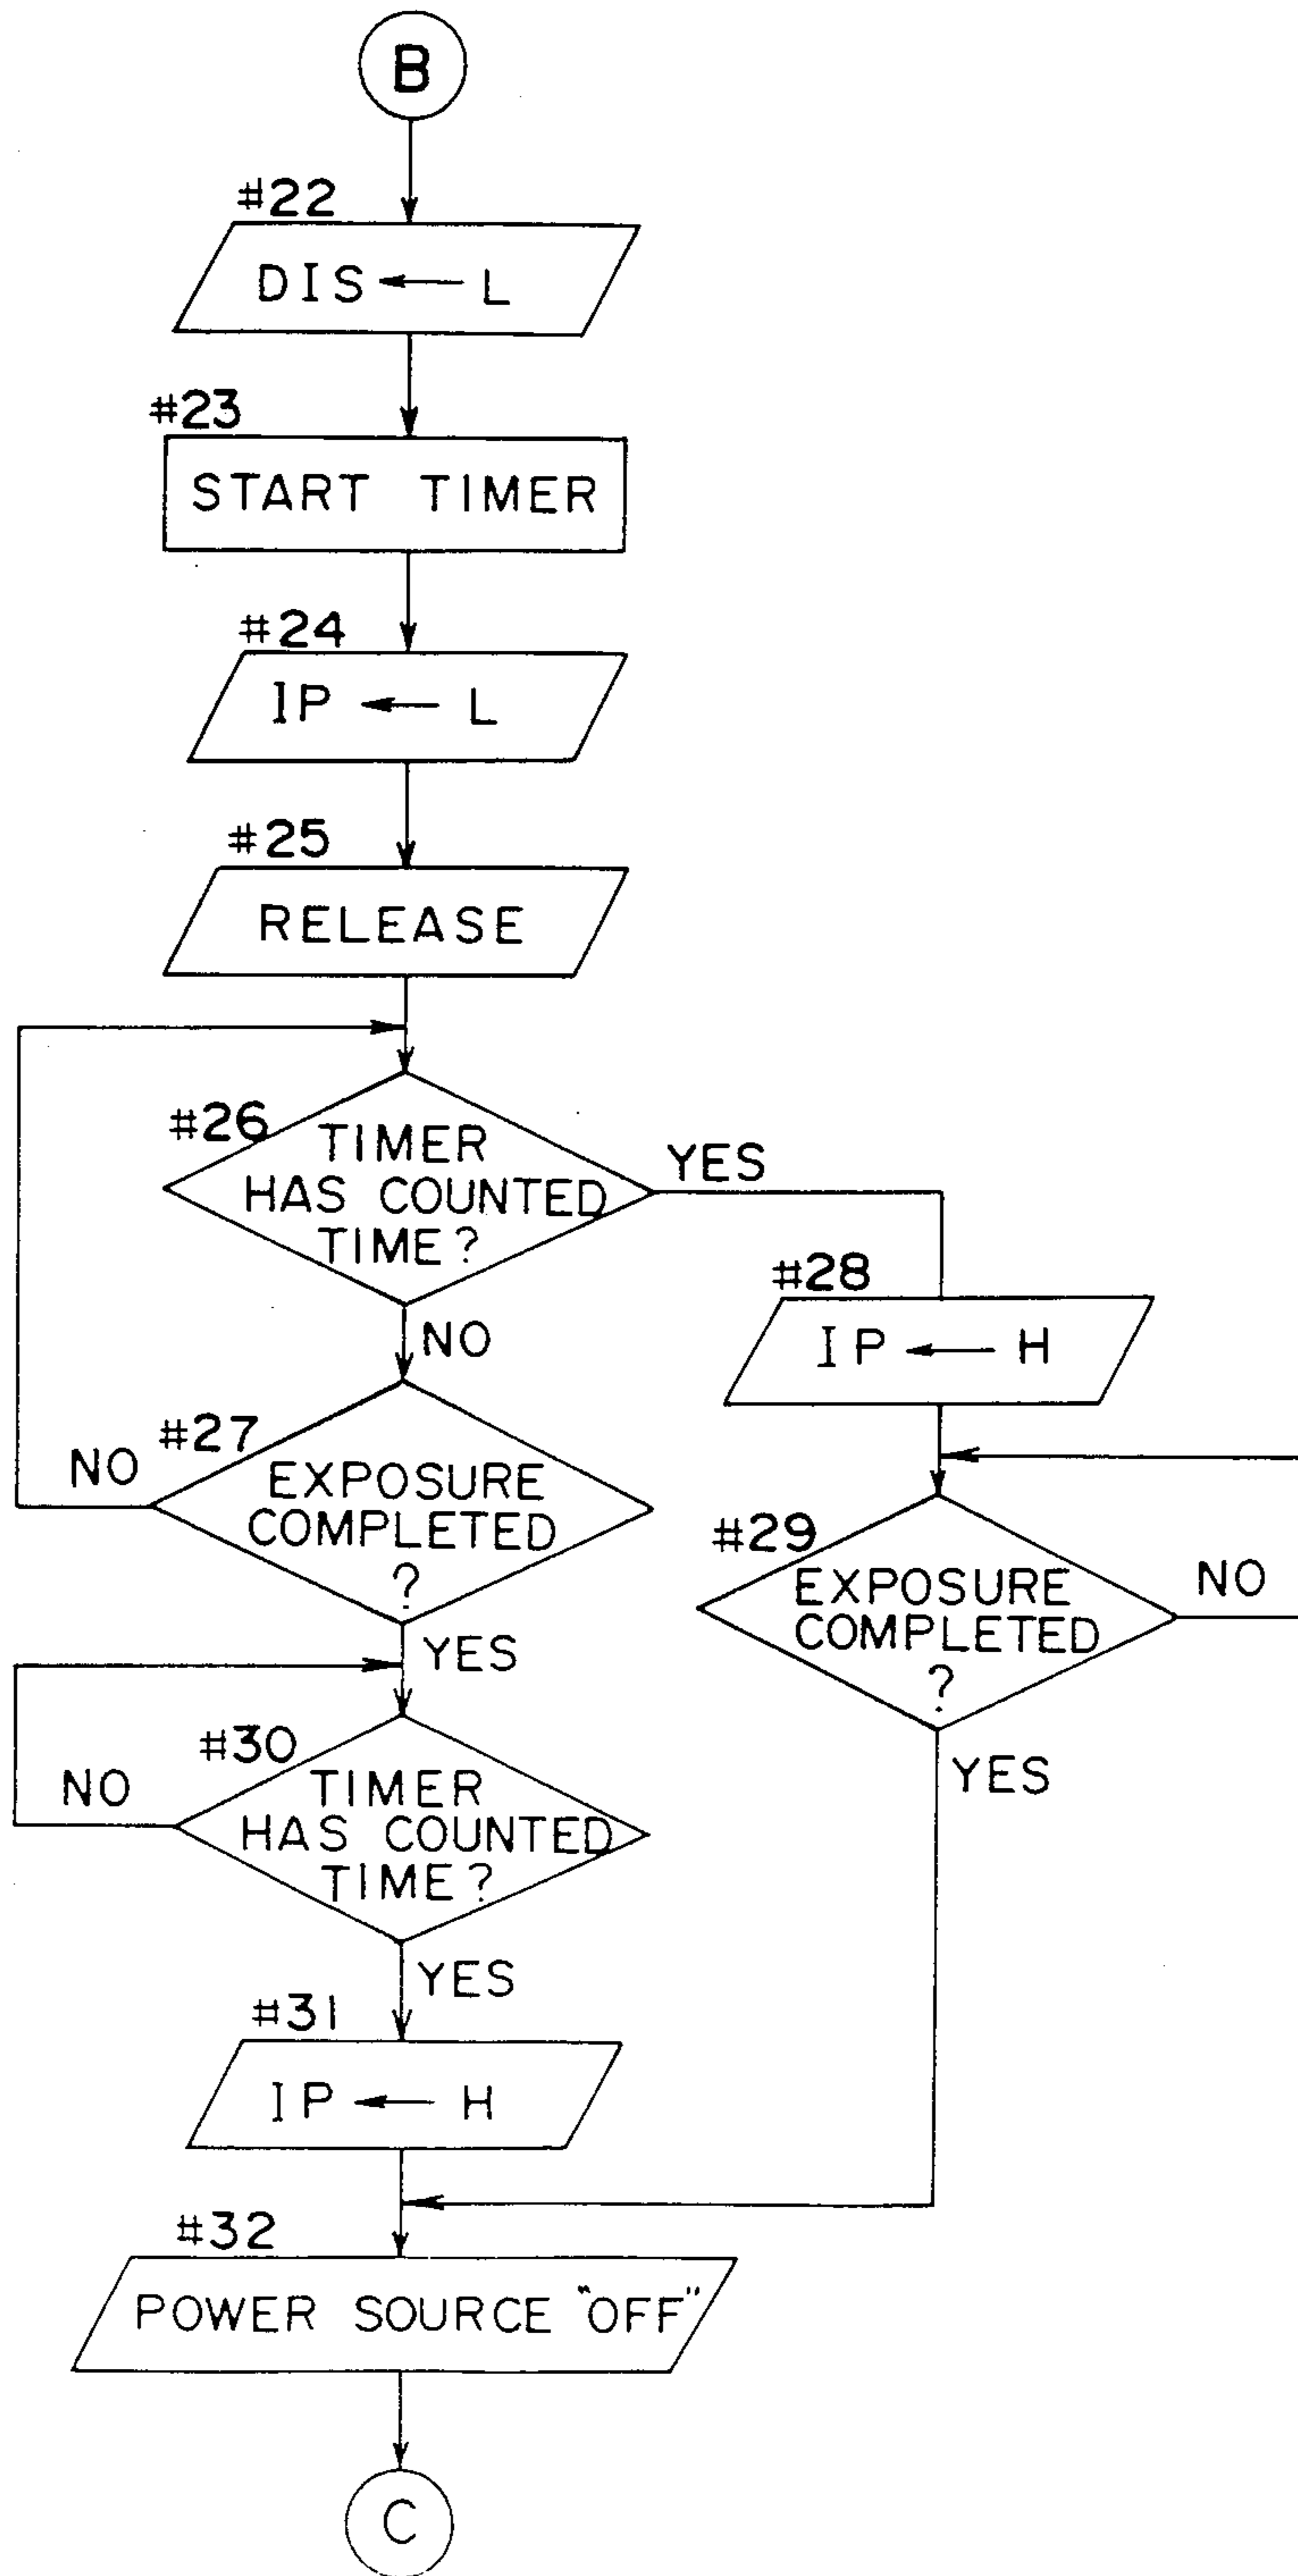 B
#22
DIS ← L
#23
START TIMER
#24
IP ← L
#25
RELEASE
#26
TIMER
HAS COUNTED
TIME?
YES
NO
#28
IP ← H
#27
EXPOSURE
COMPLETED
?
NO
YES
#29
EXPOSURE
COMPLETED
?
NO
YES
#30
TIMER
HAS COUNTED
TIME?
NO
YES
#31
IP ← H
#32
POWER SOURCE "OFF"
C